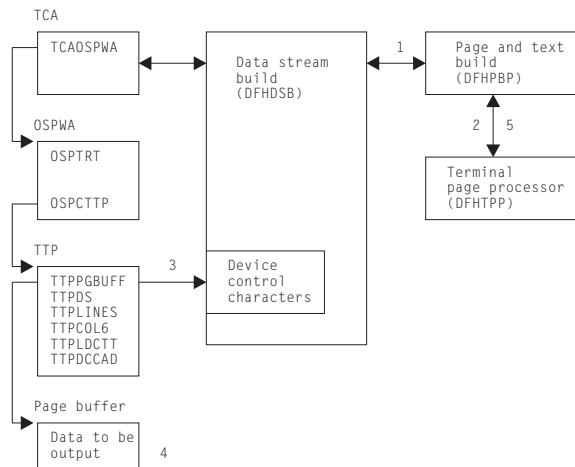 TCA
TCAOSPWA
OSPWA
OSPTRT
OSPCTTP
TTP
TTPPGBUFF
TTPDS
TTPLINES
TTPCOL6
TTPLDCTT
TTPDCCAD
Page buffer
Data to be
output
4
3
Data stream
build
(DFHDSB)
Device
control
characters
1
Page and text
build
(DFHPBP)
2 5
Terminal
page processor
(DFHTPP)